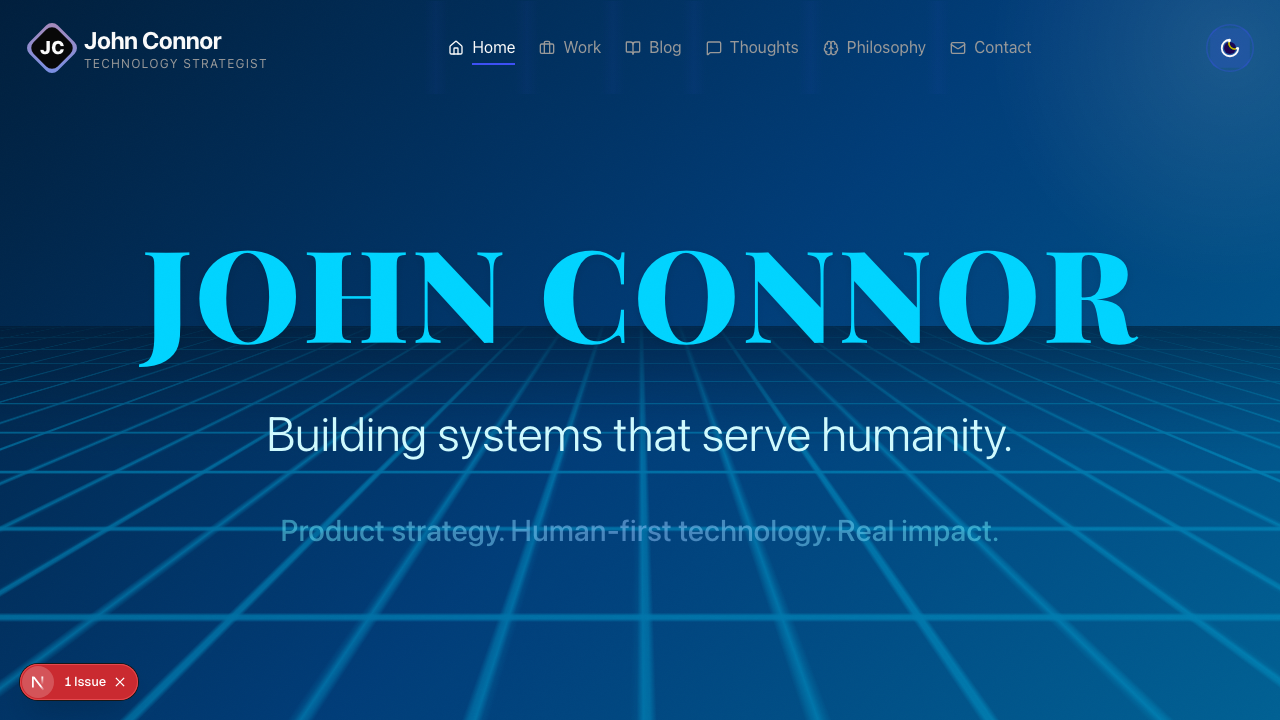 JC
John Connor
TECHNOLOGY STRATEGIST
Home
Work
Blog
Thoughts
Philosophy
Contact
JOHN CONNOR
Building systems that serve humanity.
Product strategy. Human-first technology. Real impact.
N
1 Issue